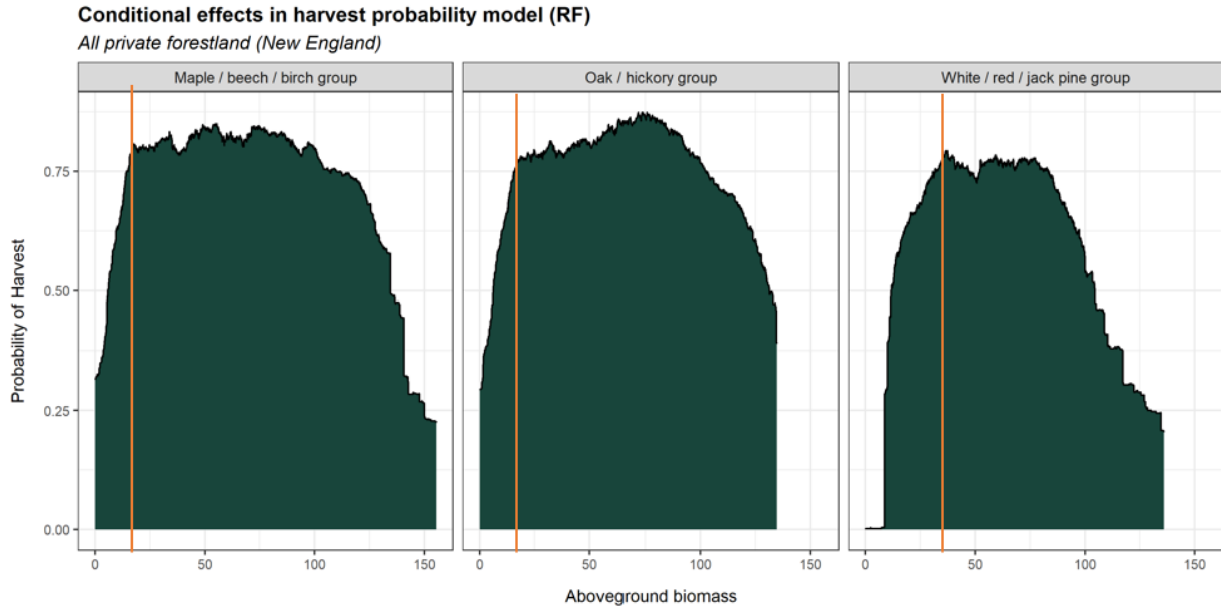 Conditional effects in harvest probability model (RF)
All private forestland (New England)
Maple / beech / birch group
Oak / hickory group
White / red / jack pine group
Probability of Harvest
0.75
0.50
0.25
0.00
0 50 100 150
0 50 100 150
0 50 100 150
Aboveground biomass